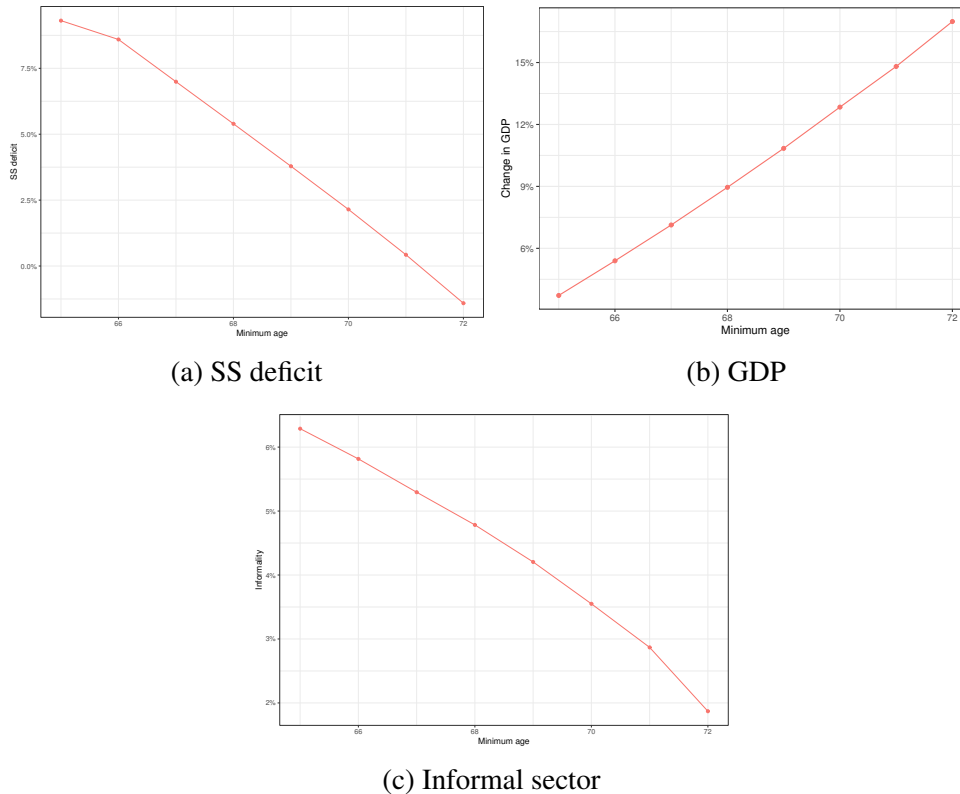 SS deficit
7.5%
5.0%
2.5%
0.0%
66
68
70
72
Minimum age
(a) SS deficit
Change in GDP
15%
12%
9%
6%
66
68
70
72
Minimum age
(b) GDP
Informality
6%
5%
4%
3%
2%
66
68
70
72
Minimum age
(c) Informal sector